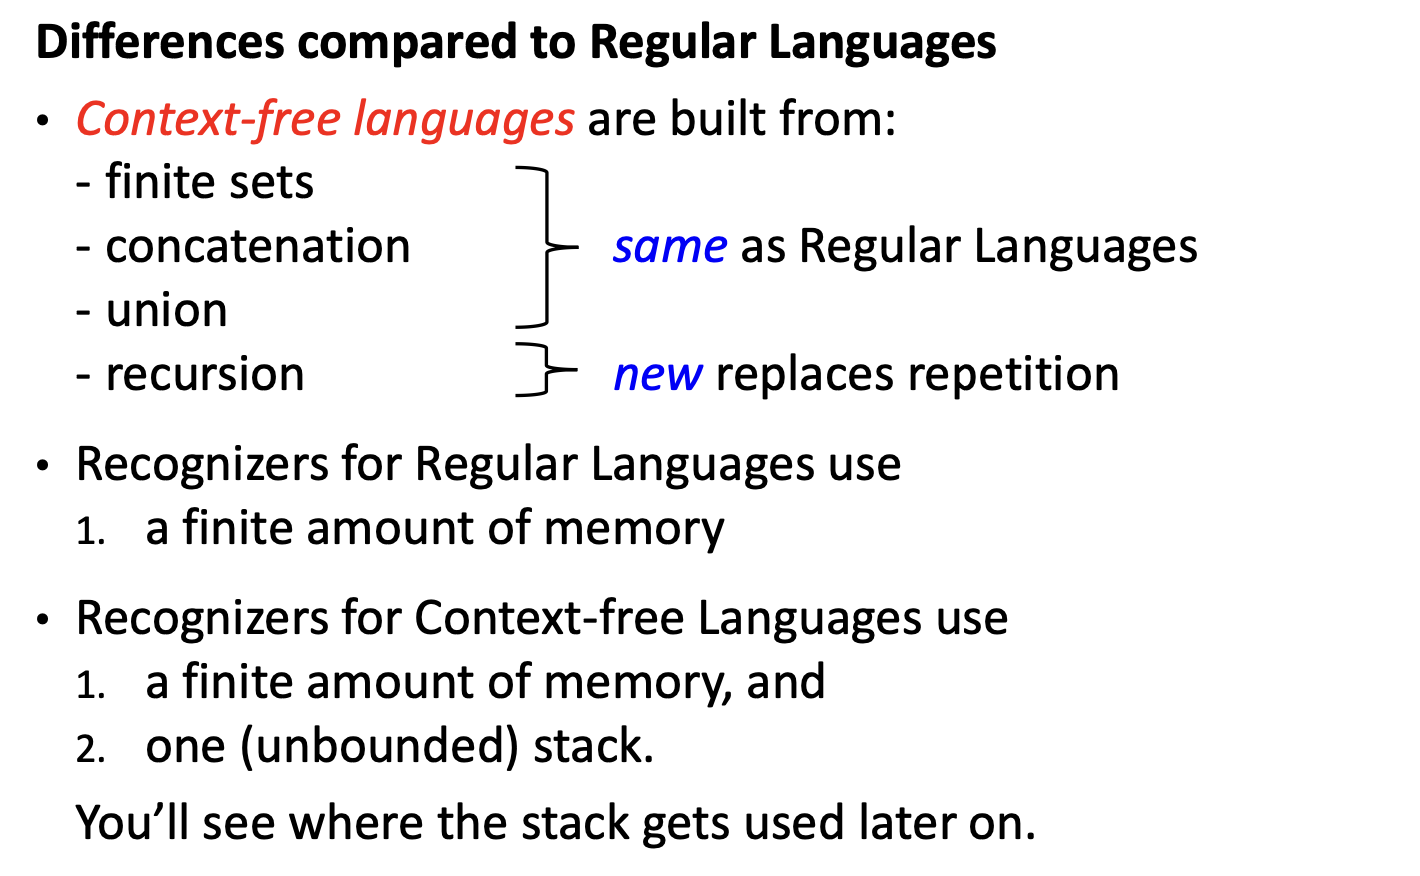 Differences compared to Regular Languages
• Context-free languages are built from:
- finite sets
- concatenation
same as Regular Languages
- union
- recursion
new replaces repetition
• Recognizers for Regular Languages use
1. a finite amount of memory
• Recognizers for Context-free Languages use
1. a finite amount of memory, and
2. one (unbounded) stack.
You’ll see where the stack gets used later on.